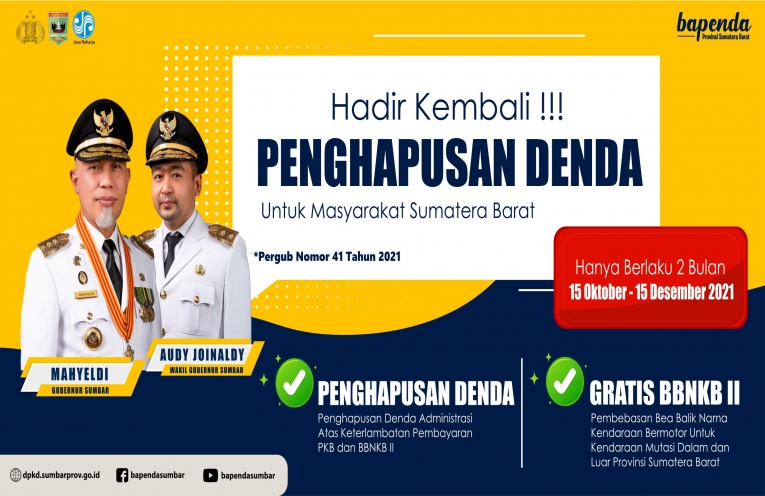 Jasa Raharja
bapenda
Provinsi Sumatera Barat
Hadir Kembali !!!
PENGHAPUSAN DENDA
Untuk Masyarakat Sumatera Barat
*Pergub Nomor 41 Tahun 2021
Hanya Berlaku 2 Bulan
15 Oktober - 15 Desember 2021
MAHYELDI
GUBERNUR SUMBAR
AUDY JOINALDY
WAKIL GUBERNUR SUMBAR
PENGHAPUSAN DENDA
Penghapusan Denda Administrasi
Atas Keterlambatan Pembayaran
PKB dan BBNKB II
GRATIS BBNKB II
Pembebasan Bea Balik Nama
Kendaraan Bermotor Untuk
Kendaraan Mutasi Dalam dan
Luar Provinsi Sumatera Barat
dpkd.sumbarprov.go.id
bapendasumbar
bapendasumbar